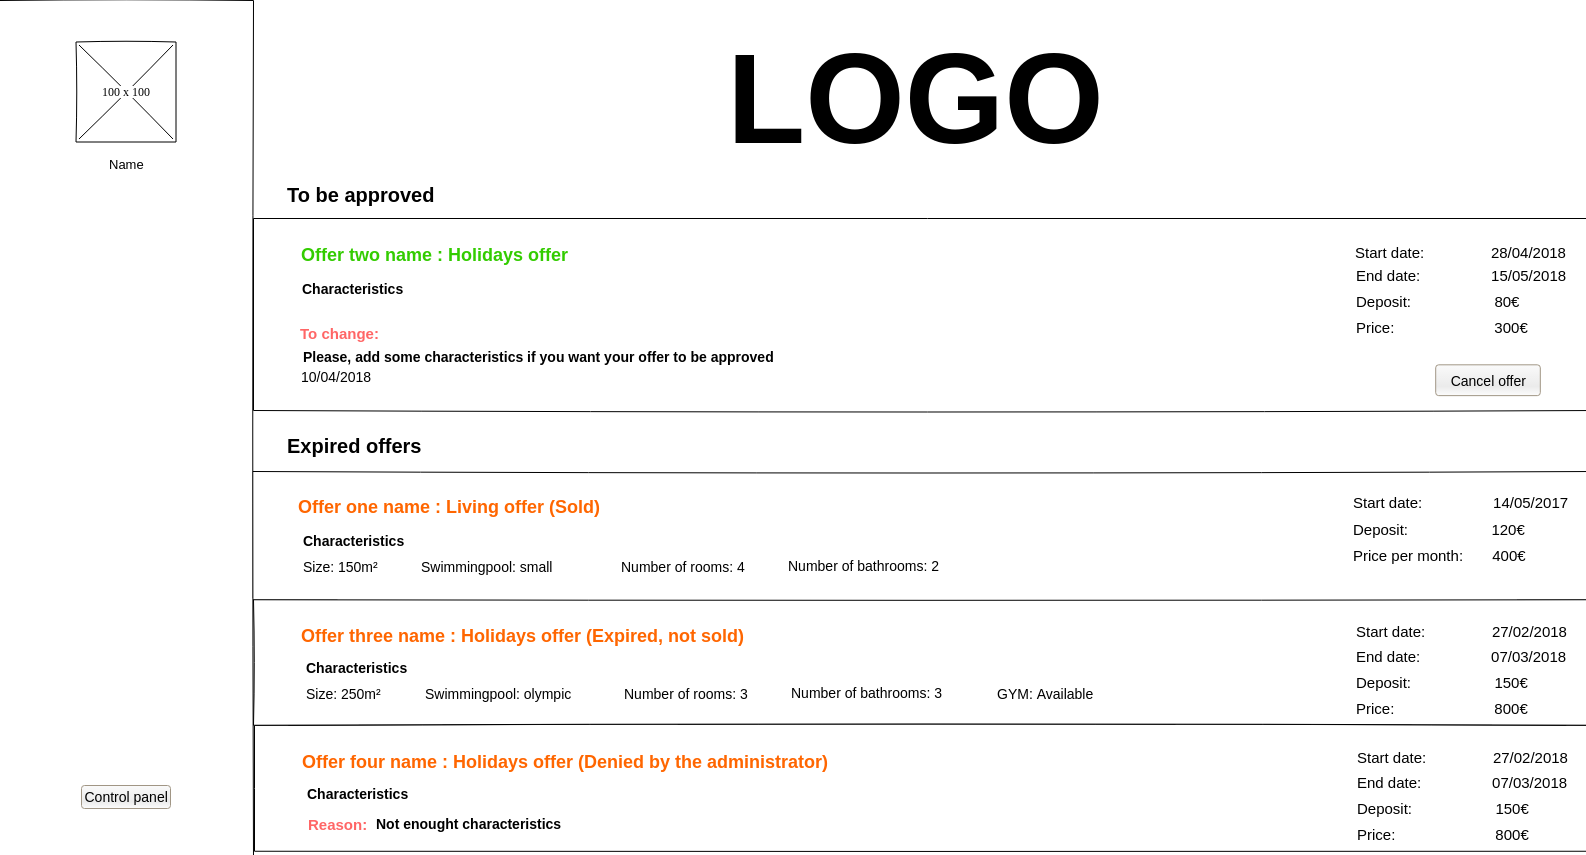 100 x 100
Name
Control panel
LOGO
To be approved
Offer two name : Holidays offer
Characteristics
To change:
Please, add some characteristics if you want your offer to be approved
10/04/2018
Start date: 28/04/2018
End date: 15/05/2018
Deposit: 80€
Price: 300€
Cancel offer
Expired offers
Offer one name : Living offer (Sold)
Characteristics
Size: 150m² Swimmingpool: small Number of rooms: 4 Number of bathrooms: 2
Start date: 14/05/2017
Deposit: 120€
Price per month: 400€
Offer three name : Holidays offer (Expired, not sold)
Characteristics
Size: 250m² Swimmingpool: olympic Number of rooms: 3 Number of bathrooms: 3 GYM: Available
Start date: 27/02/2018
End date: 07/03/2018
Deposit: 150€
Price: 800€
Offer four name : Holidays offer (Denied by the administrator)
Characteristics
Reason: Not enought characteristics
Start date: 27/02/2018
End date: 07/03/2018
Deposit: 150€
Price: 800€